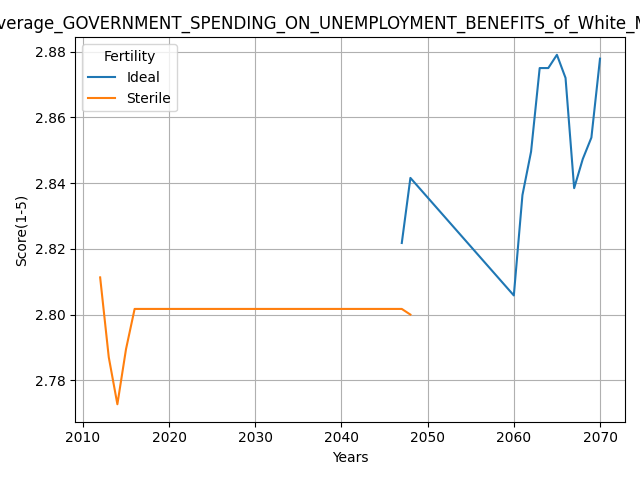 verage_GOVERNMENT_SPENDING_ON_UNEMPLOYMENT_BENEFITS_of_White_M
2.88
2.86
2.84
2.82
2.80
2.78
Score(1-5)
Fertility
Ideal
Sterile
2010 2020 2030 2040 2050 2060 2070
Years